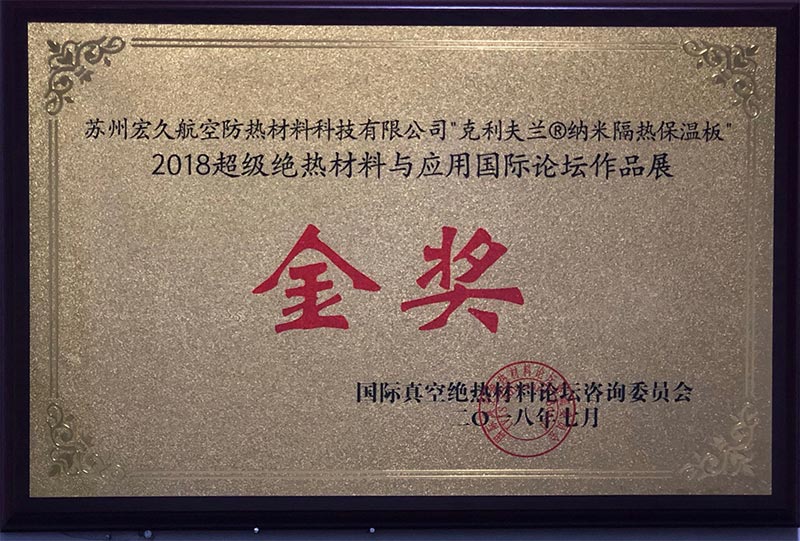 苏州宏久航空防热材料科技有限公司"克利夫兰®纳米隔热保温板"
2018超级绝热材料与应用国际论坛作品展
金奖
国际真空绝热材料论坛咨询委员会
二〇一八年七月